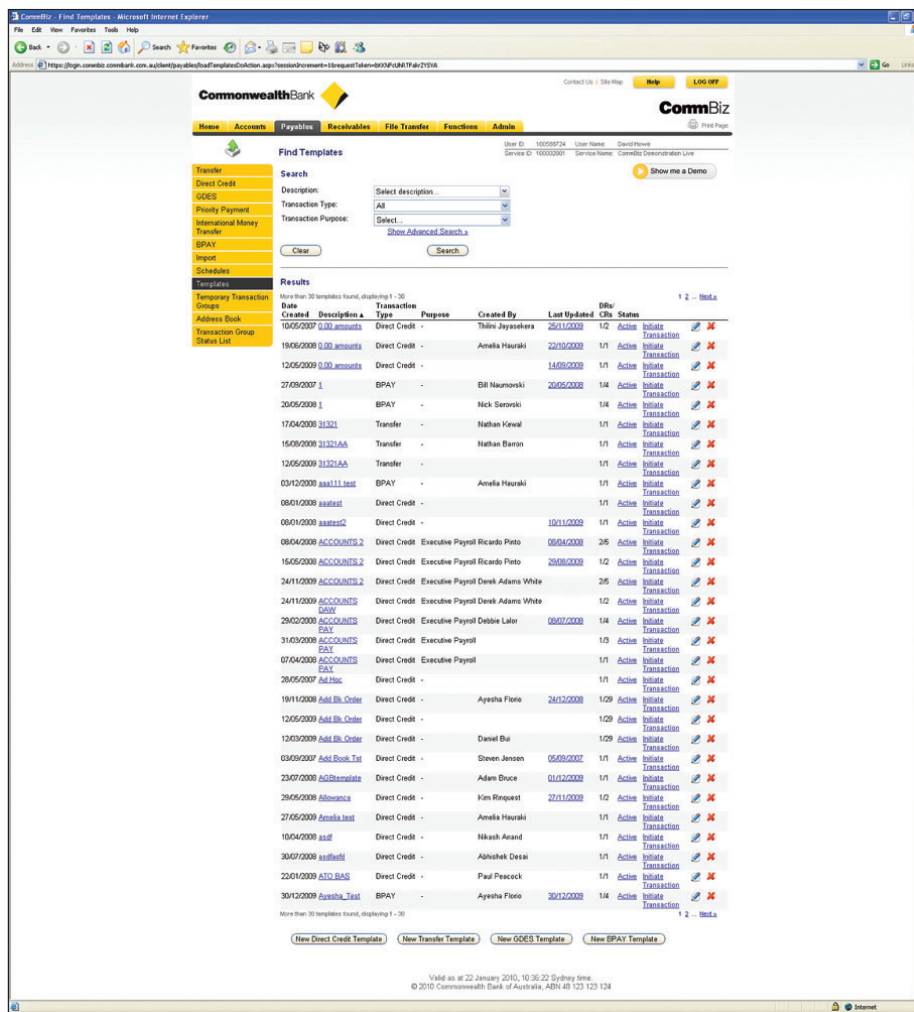 CommBiz - Find Templates - Microsoft Internet Explorer
File Edit View Favorites Tools Help
Back Search Favorites
Address Go Links
Contact Us | Site Map Help LOG OFF
CommonwealthBank
CommBiz
Home Accounts Payables Receivables File Transfer Functions Admin Print Page
User ID: 100588724 User Name: David Howe
Find Templates Service ID: 100002001 Service Name: CommBiz Demonstration Live
Show me a Demo
Transfer
Direct Credit
GDES
Priority Payment
International Money Transfer
BPAY
Import
Schedules
Templates
Temporary Transaction Groups
Address Book
Transaction Group Status List
Search
Description: Select description...
Transaction Type: All
Transaction Purpose: Select...
Show Advanced Search »
Clear Search
Results
More than 30 templates found, displaying 1 - 30 1 2 ... Next »
Date Created Description ▲ Transaction Type Purpose Created By Last Updated DRs/CRs Status
10/05/2007 0.00 amounts Direct Credit - Thilini Jayasekera 25/11/2009 1/2 Active Initiate Transaction
19/06/2008 0.00 amounts Direct Credit - Amelia Hauraki 22/10/2009 1/1 Active Initiate Transaction
12/05/2009 0.00 amounts Direct Credit - 14/09/2009 1/1 Active Initiate Transaction
27/09/2007 1 BPAY - Bill Naumovski 20/05/2008 1/4 Active Initiate Transaction
20/05/2008 1 BPAY - Nick Serovski 1/4 Active Initiate Transaction
17/04/2008 31321 Transfer - Nathan Kewal 1/1 Active Initiate Transaction
15/08/2008 31321AA Transfer - Nathan Barron 1/1 Active Initiate Transaction
12/05/2009 31321AA Transfer - 1/1 Active Initiate Transaction
03/12/2008 aaa111 test BPAY - Amelia Hauraki 1/1 Active Initiate Transaction
08/01/2008 aaatest Direct Credit - 1/1 Active Initiate Transaction
08/01/2008 aaatest2 Direct Credit - 10/11/2009 1/1 Active Initiate Transaction
08/04/2008 ACCOUNTS 2 Direct Credit Executive Payroll Ricardo Pinto 08/04/2008 2/5 Active Initiate Transaction
15/05/2008 ACCOUNTS 2 Direct Credit Executive Payroll Ricardo Pinto 29/08/2009 1/2 Active Initiate Transaction
24/11/2009 ACCOUNTS 2 Direct Credit Executive Payroll Derek Adams White 2/5 Active Initiate Transaction
24/11/2009 ACCOUNTS DAW Direct Credit Executive Payroll Derek Adams White 1/2 Active Initiate Transaction
29/02/2008 ACCOUNTS PAY Direct Credit Executive Payroll Debbie Lalor 08/07/2008 1/4 Active Initiate Transaction
31/03/2008 ACCOUNTS PAY Direct Credit Executive Payroll 1/3 Active Initiate Transaction
07/04/2008 ACCOUNTS PAY Direct Credit Executive Payroll 1/1 Active Initiate Transaction
28/05/2007 Ad Hoc Direct Credit - 1/1 Active Initiate Transaction
19/11/2008 Add Bk Order Direct Credit - Ayesha Florio 24/12/2008 1/29 Active Initiate Transaction
12/05/2009 Add Bk Order Direct Credit - 1/29 Active Initiate Transaction
12/03/2009 Add Bk Order Direct Credit - Daniel Bui 1/29 Active Initiate Transaction
03/09/2007 Add Book Tst Direct Credit - Steven Jensen 05/09/2007 1/1 Active Initiate Transaction
23/07/2008 AGBtemplate Direct Credit - Adam Bruce 01/12/2009 1/1 Active Initiate Transaction
29/05/2008 Allowance Direct Credit - Kim Rinquest 27/11/2009 1/2 Active Initiate Transaction
27/05/2009 Amelia test Direct Credit - Amelia Hauraki 1/1 Active Initiate Transaction
10/04/2008 asdf Direct Credit - Nikash Anand 1/1 Active Initiate Transaction
30/07/2008 asdfasfd Direct Credit - Abhishek Desai 1/1 Active Initiate Transaction
22/01/2009 ATO BAS Direct Credit - Paul Peacock 1/1 Active Initiate Transaction
30/12/2009 Ayesha_Test BPAY - Ayesha Florio 30/12/2009 1/4 Active Initiate Transaction
More than 30 templates found, displaying 1 - 30 1 2 ... Next »
New Direct Credit Template New Transfer Template New GDES Template New BPAY Template
Valid as at 22 January 2010, 10:36:22 Sydney time.
© 2010 Commonwealth Bank of Australia, ABN 48 123 123 124
Internet